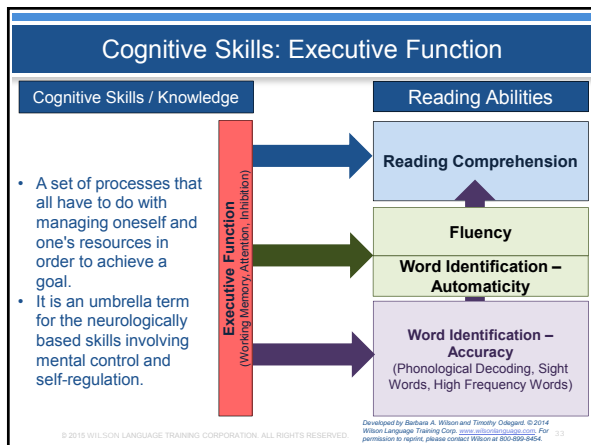 Cognitive Skills: Executive Function
Cognitive Skills / Knowledge
Reading Abilities
• A set of processes that
all have to do with
managing oneself and
one's resources in
order to achieve a
goal.
• It is an umbrella term
for the neurologically
based skills involving
mental control and
self-regulation.
Executive Function
(Working Memory, Attention, Inhibition)
Reading Comprehension
Fluency
Word Identification –
Automaticity
Word Identification –
Accuracy
(Phonological Decoding, Sight
Words, High Frequency Words)
© 2015 WILSON LANGUAGE TRAINING CORPORATION. ALL RIGHTS RESERVED.
Developed by Barbara A. Wilson and Timothy Odegard. © 2014
Wilson Language Training Corp. www.wilsonlanguage.com. For
permission to reprint, please contact Wilson at 800-899-8454.
33